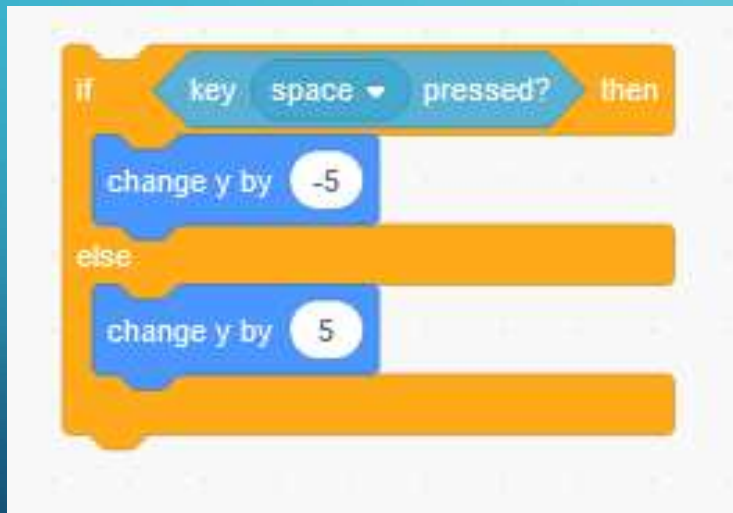 if key space pressed? then
change y by -5
else
change y by 5